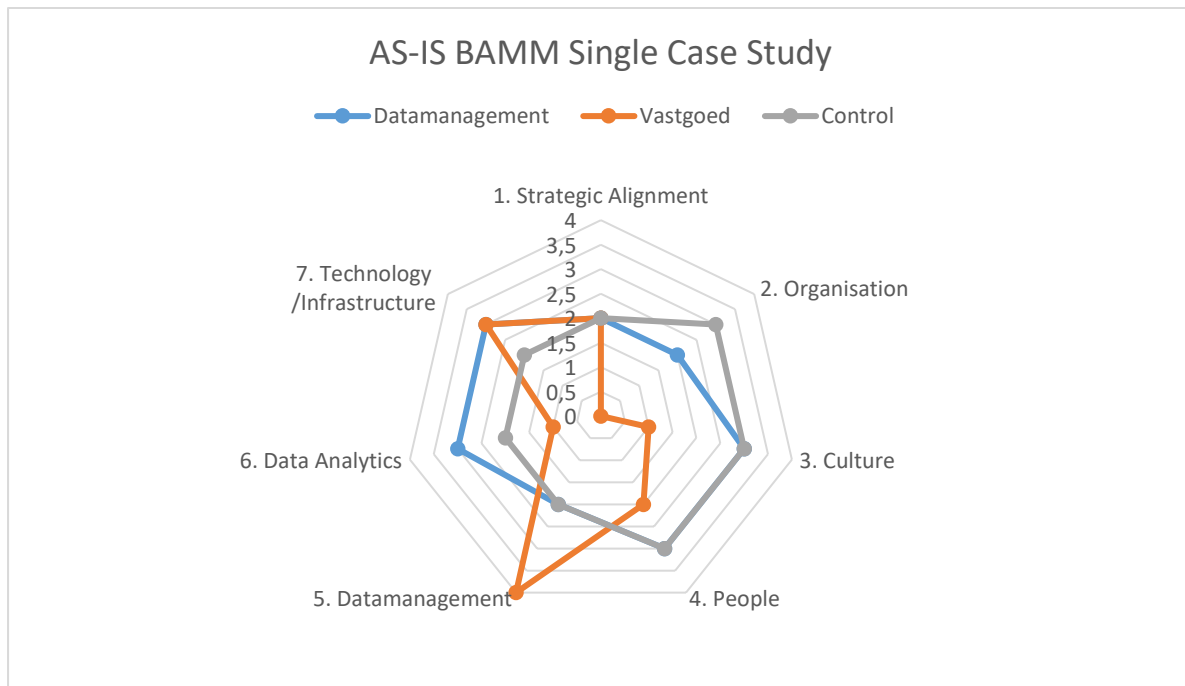 AS-IS BAMM Single Case Study
Datamanagement
Vastgoed
Control
1. Strategic Alignment
4
3,5
3
2,5
2
1,5
1
0,5
0
2. Organisation
3. Culture
4. People
5. Datamanagement
6. Data Analytics
7. Technology
/Infrastructure